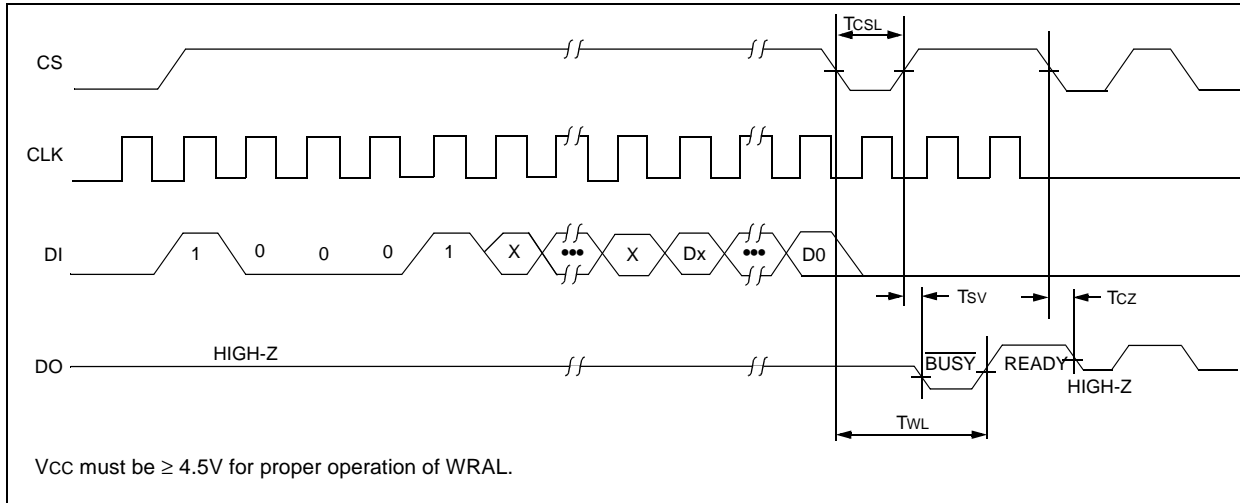 TCSL
CS
CLK
DI
1 0 0 0 1 X ••• X Dx ••• D0
TSV
TCZ
HIGH-Z
DO
BUSY
READY
HIGH-Z
TWL
VCC must be ≥ 4.5V for proper operation of WRAL.